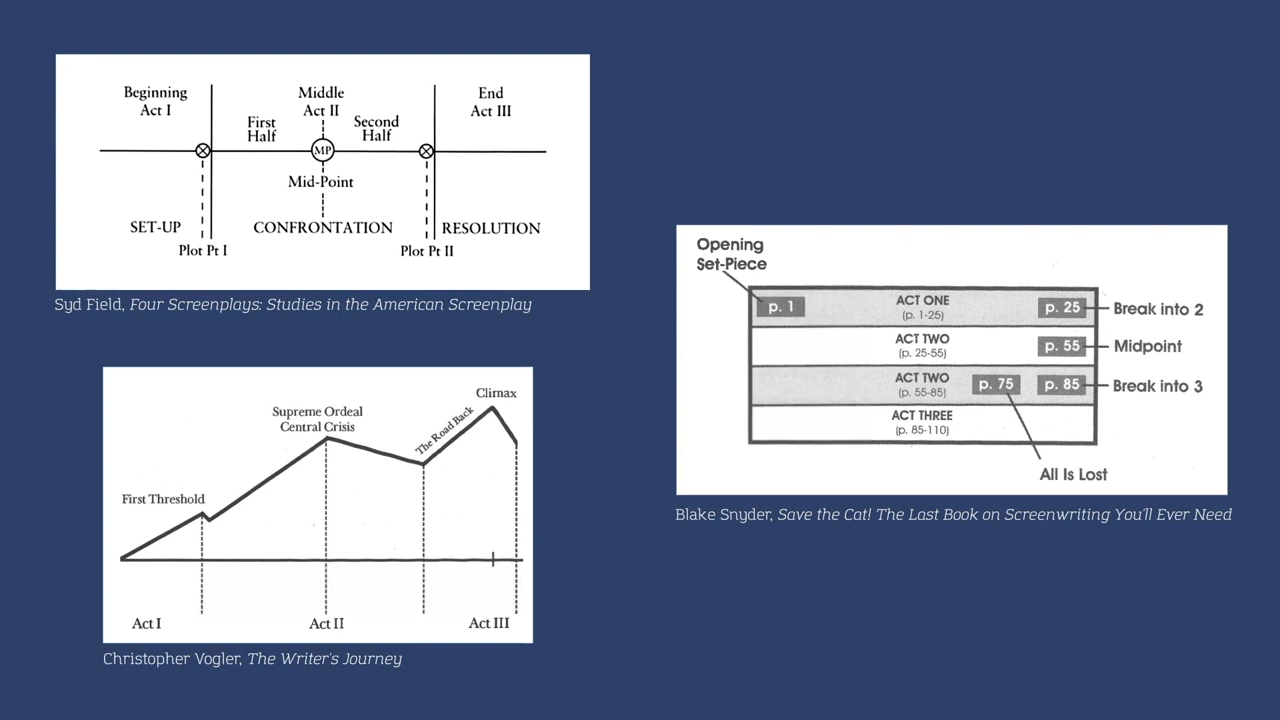 Beginning
Act I
Middle
Act II
End
Act III
First
Half
Second
Half
MP
Mid-Point
SET-UP
CONFRONTATION
RESOLUTION
Plot Pt I
Plot Pt II
Syd Field, Four Screenplays: Studies in the American Screenplay
Climax
Supreme Ordeal
Central Crisis
The Road Back
First Threshold
Act I
Act II
Act III
Christopher Vogler, The Writer's Journey
Opening
Set-Piece
p. 1
ACT ONE
(p. 1-25)
p. 25
Break into 2
ACT TWO
(p. 25-55)
p. 55
Midpoint
ACT TWO
(p. 55-85)
p. 75
p. 85
Break into 3
ACT THREE
(p. 85-110)
All Is Lost
Blake Snyder, Save the Cat! The Last Book on Screenwriting You'll Ever Need